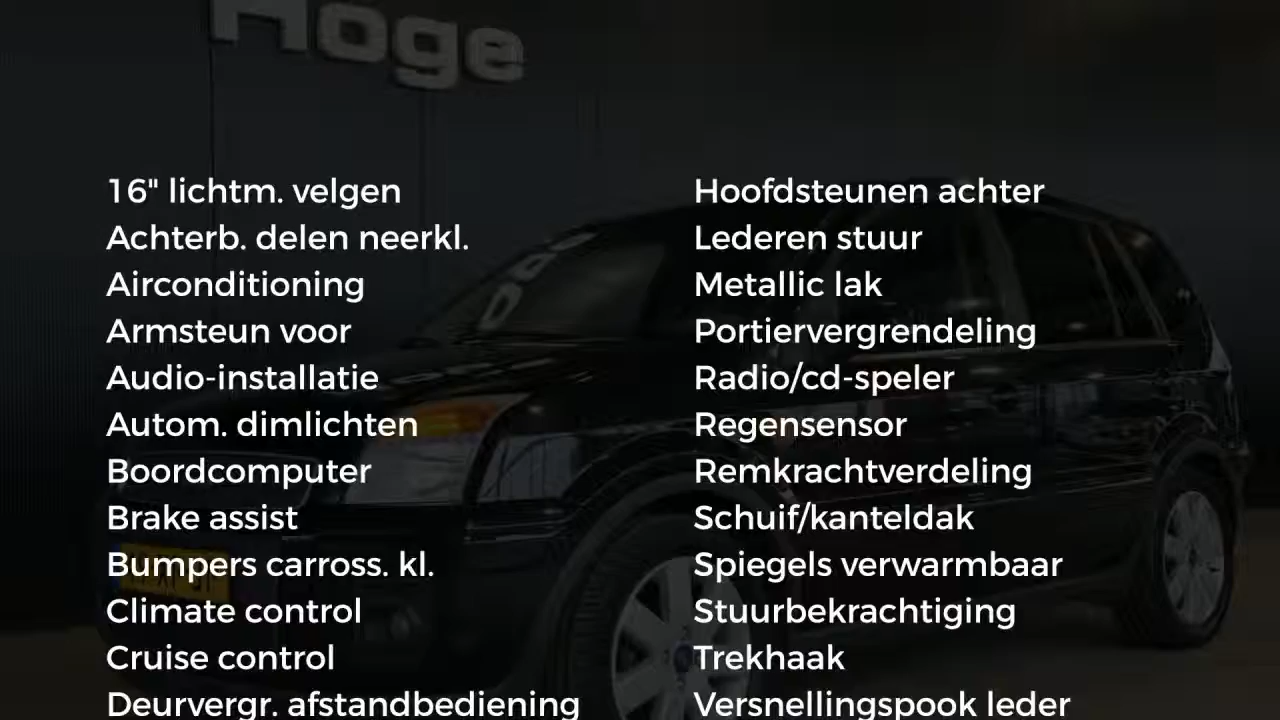 Hoge
16" lichtm. velgen
Achterb. delen neerkl.
Airconditioning
Armsteun voor
Audio-installatie
Autom. dimlichten
Boordcomputer
Brake assist
Bumpers carross. kl.
Climate control
Cruise control
Deurvergr. afstandbediening
Hoofdsteunen achter
Lederen stuur
Metallic lak
Portiervergrendeling
Radio/cd-speler
Regensensor
Remkrachtverdeling
Schuif/kanteldak
Spiegels verwarmbaar
Stuurbekrachtiging
Trekhaak
Versnellingspook leder